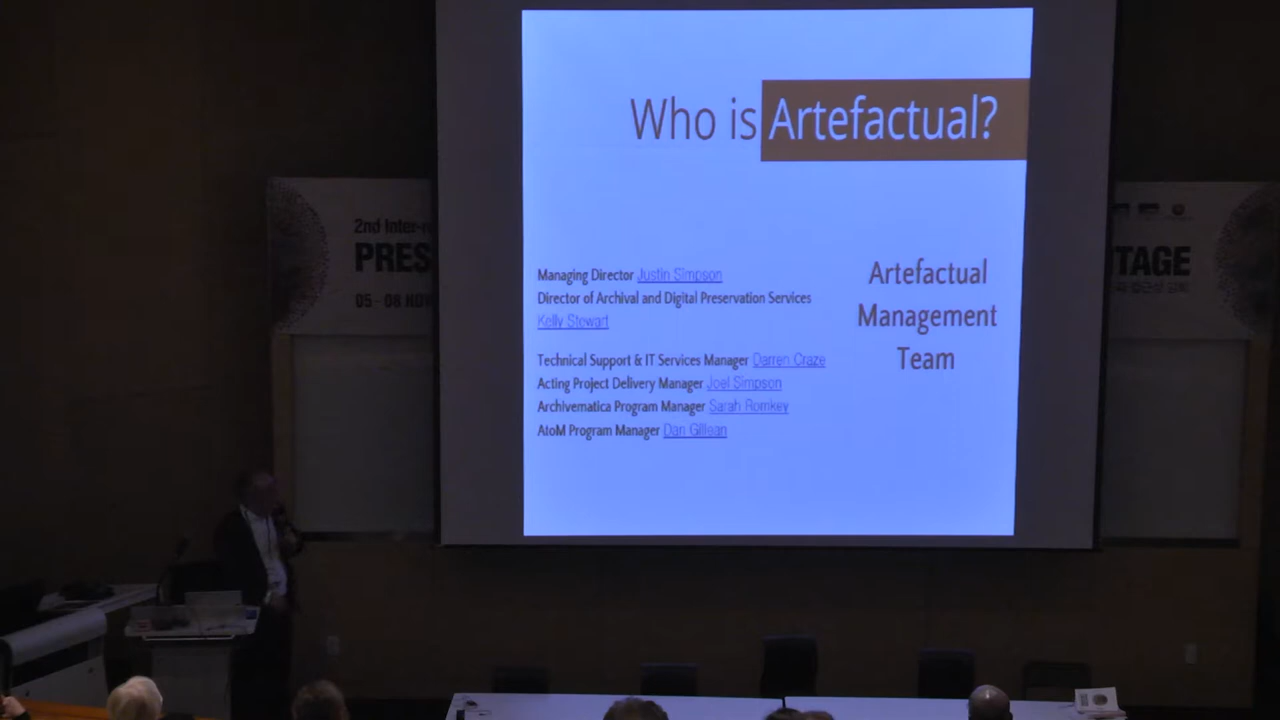 Who is Artefactual?
Managing Director Justin Simpson
Director of Archival and Digital Preservation Services
Kelly Stewart
Technical Support & IT Services Manager Darren Craze
Acting Project Delivery Manager Joel Simpson
Archivematica Program Manager Sarah Romkey
AtoM Program Manager Dan Gillean
Artefactual
Management
Team
2nd Inter-
PRES
05 - 08 NOV
TAGE